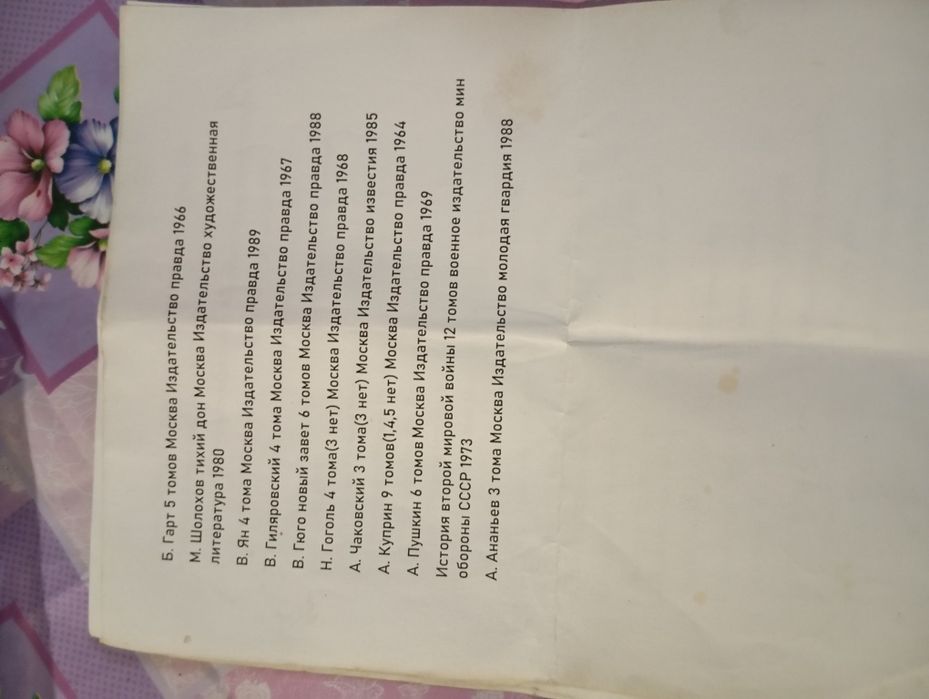 Б. Гарт 5 томов Москва Издательство правда 1966
М. Шолохов тихий дон Москва Издательство художественная
литература 1980
В. Ян 4 тома Москва Издательство правда 1989
В. Гиляровский 4 тома Москва Издательство правда 1967
В. Гюго новый завет 6 томов Москва Издательство правда 1988
Н. Гоголь 4 тома(3 нет) Москва Издательство правда 1968
А. Чаковский 3 тома(3 нет) Москва Издательство известия 1985
А. Куприн 9 томов(1,4,5 нет) Москва Издательство правда 1964
А. Пушкин 6 томов Москва Издательство правда 1969
История второй мировой войны 12 томов военное издательство мин
обороны СССР 1973
А. Ананьев 3 тома Москва Издательство молодая гвардия 1988